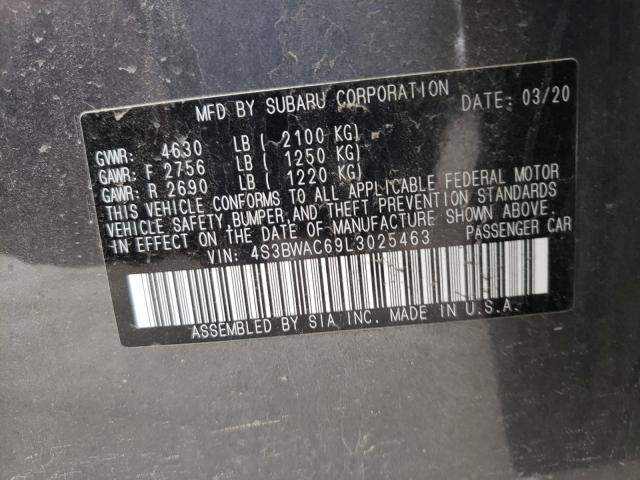 MFD BY SUBARU CORPORATION DATE: 03/20
GVWR: 4630 LB ( 2100 KG)
GAWR: F 2756 LB ( 1250 KG)
GAWR: R 2690 LB ( 1220 KG)
THIS VEHICLE CONFORMS TO ALL APPLICABLE FEDERAL MOTOR
VEHICLE SAFETY, BUMPER, AND THEFT PREVENTION STANDARDS
IN EFFECT ON THE DATE OF MANUFACTURE SHOWN ABOVE.
VIN: 4S3BWAC69L3025463 PASSENGER CAR
ASSEMBLED BY SIA INC. MADE IN U.S.A.